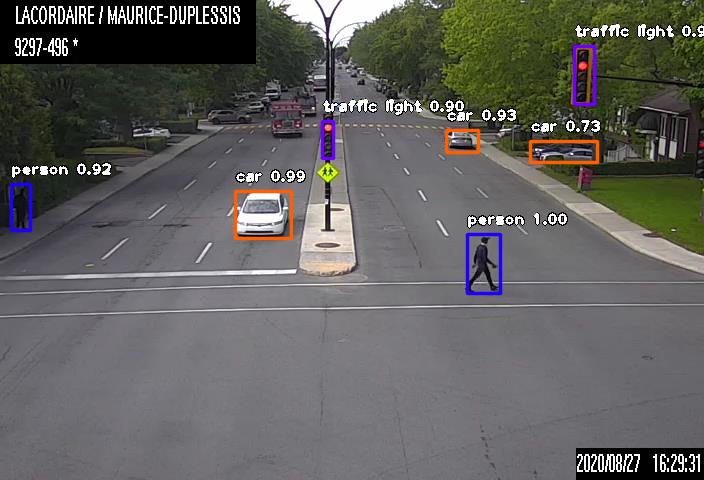 LACORDAIRE / MAURICE-DUPLESSIS
9297-496 *
traffic light 0.9
traffic light 0.90
car 0.93
car 0.73
person 0.92
car 0.99
person 1.00
2020/08/27 16:29:31